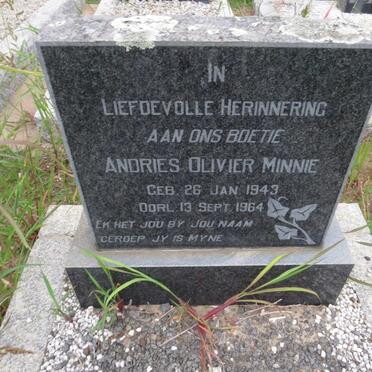 IN
LIEFDEVOLLE HERINNERING
AAN ONS BOETIE
ANDRIES OLIVIER MINNIE
GEB. 26 JAN 1943
OORL. 13 SEPT. 1964
EK HET JOU BY JOU NAAM
GEROEP JY IS MYNE